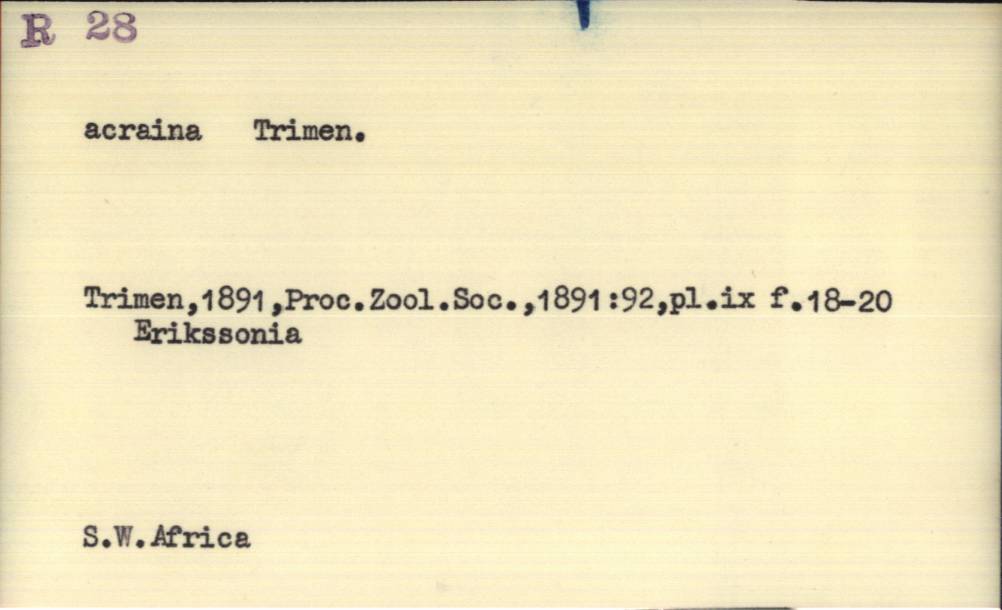 R 28
acraina Trimen.
Trimen,1891,Proc.Zool.Soc.,1891:92,pl.ix f.18-20
Erikssonia
S.W.Africa